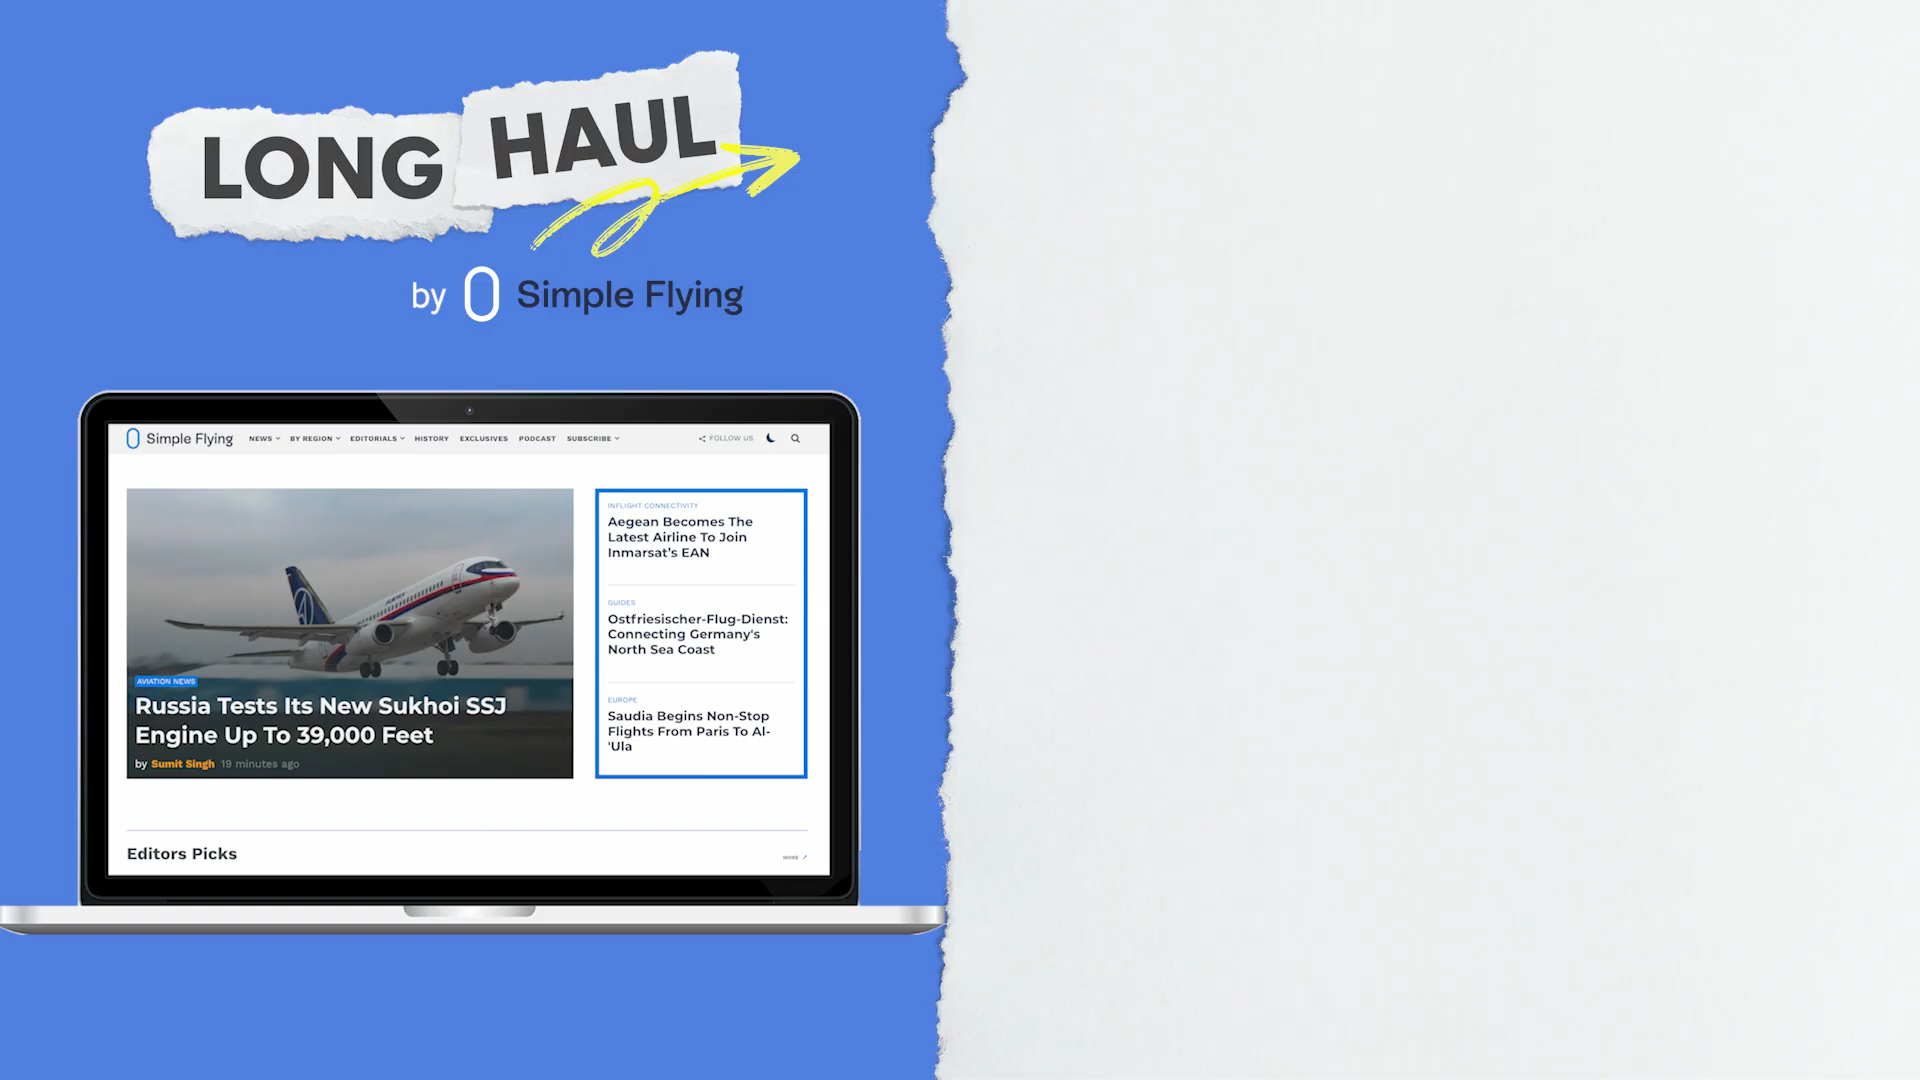 LONG HAUL
by Simple Flying
Simple Flying NEWS BY REGION EDITORIALS HISTORY EXCLUSIVES PODCAST SUBSCRIBE FOLLOW US
AVIATION NEWS
Russia Tests Its New Sukhoi SSJ
Engine Up To 39,000 Feet
by Sumit Singh 19 minutes ago
INFLIGHT CONNECTIVITY
Aegean Becomes The
Latest Airline To Join
Inmarsat's EAN
GUIDES
Ostfriesischer-Flug-Dienst:
Connecting Germany's
North Sea Coast
EUROPE
Saudia Begins Non-Stop
Flights From Paris To Al-
'Ula
Editors Picks
MORE